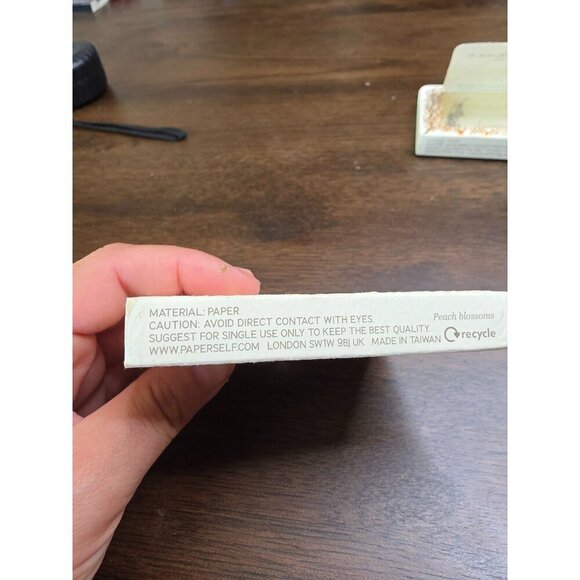 MATERIAL: PAPER
CAUTION: AVOID DIRECT CONTACT WITH EYES.
SUGGEST FOR SINGLE USE ONLY TO KEEP THE BEST QUALITY.
WWW.PAPERSELF.COM LONDON SW1W 9BJ UK MADE IN TAIWAN
Peach blossoms
recycle